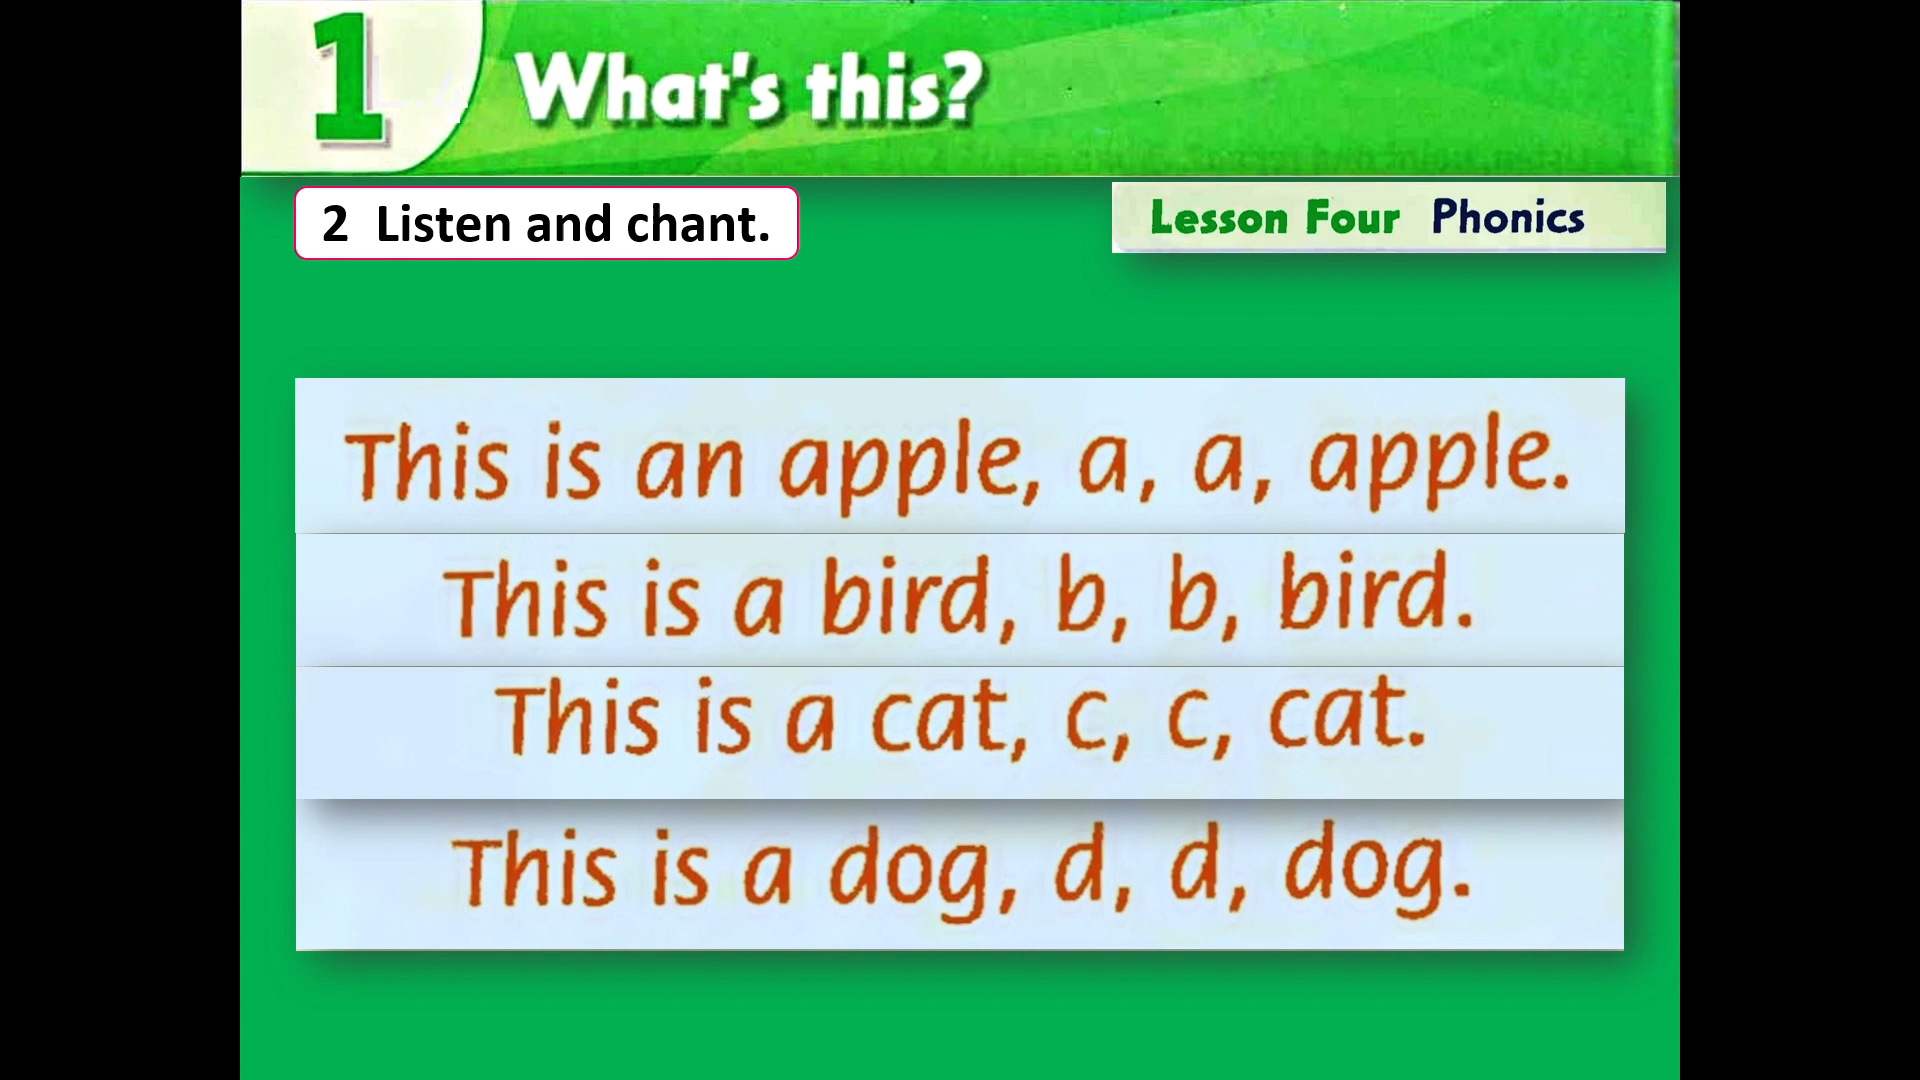 1 What's this?
2 Listen and chant.
Lesson Four Phonics
This is an apple, a, a, apple.
This is a bird, b, b, bird.
This is a cat, c, c, cat.
This is a dog, d, d, dog.